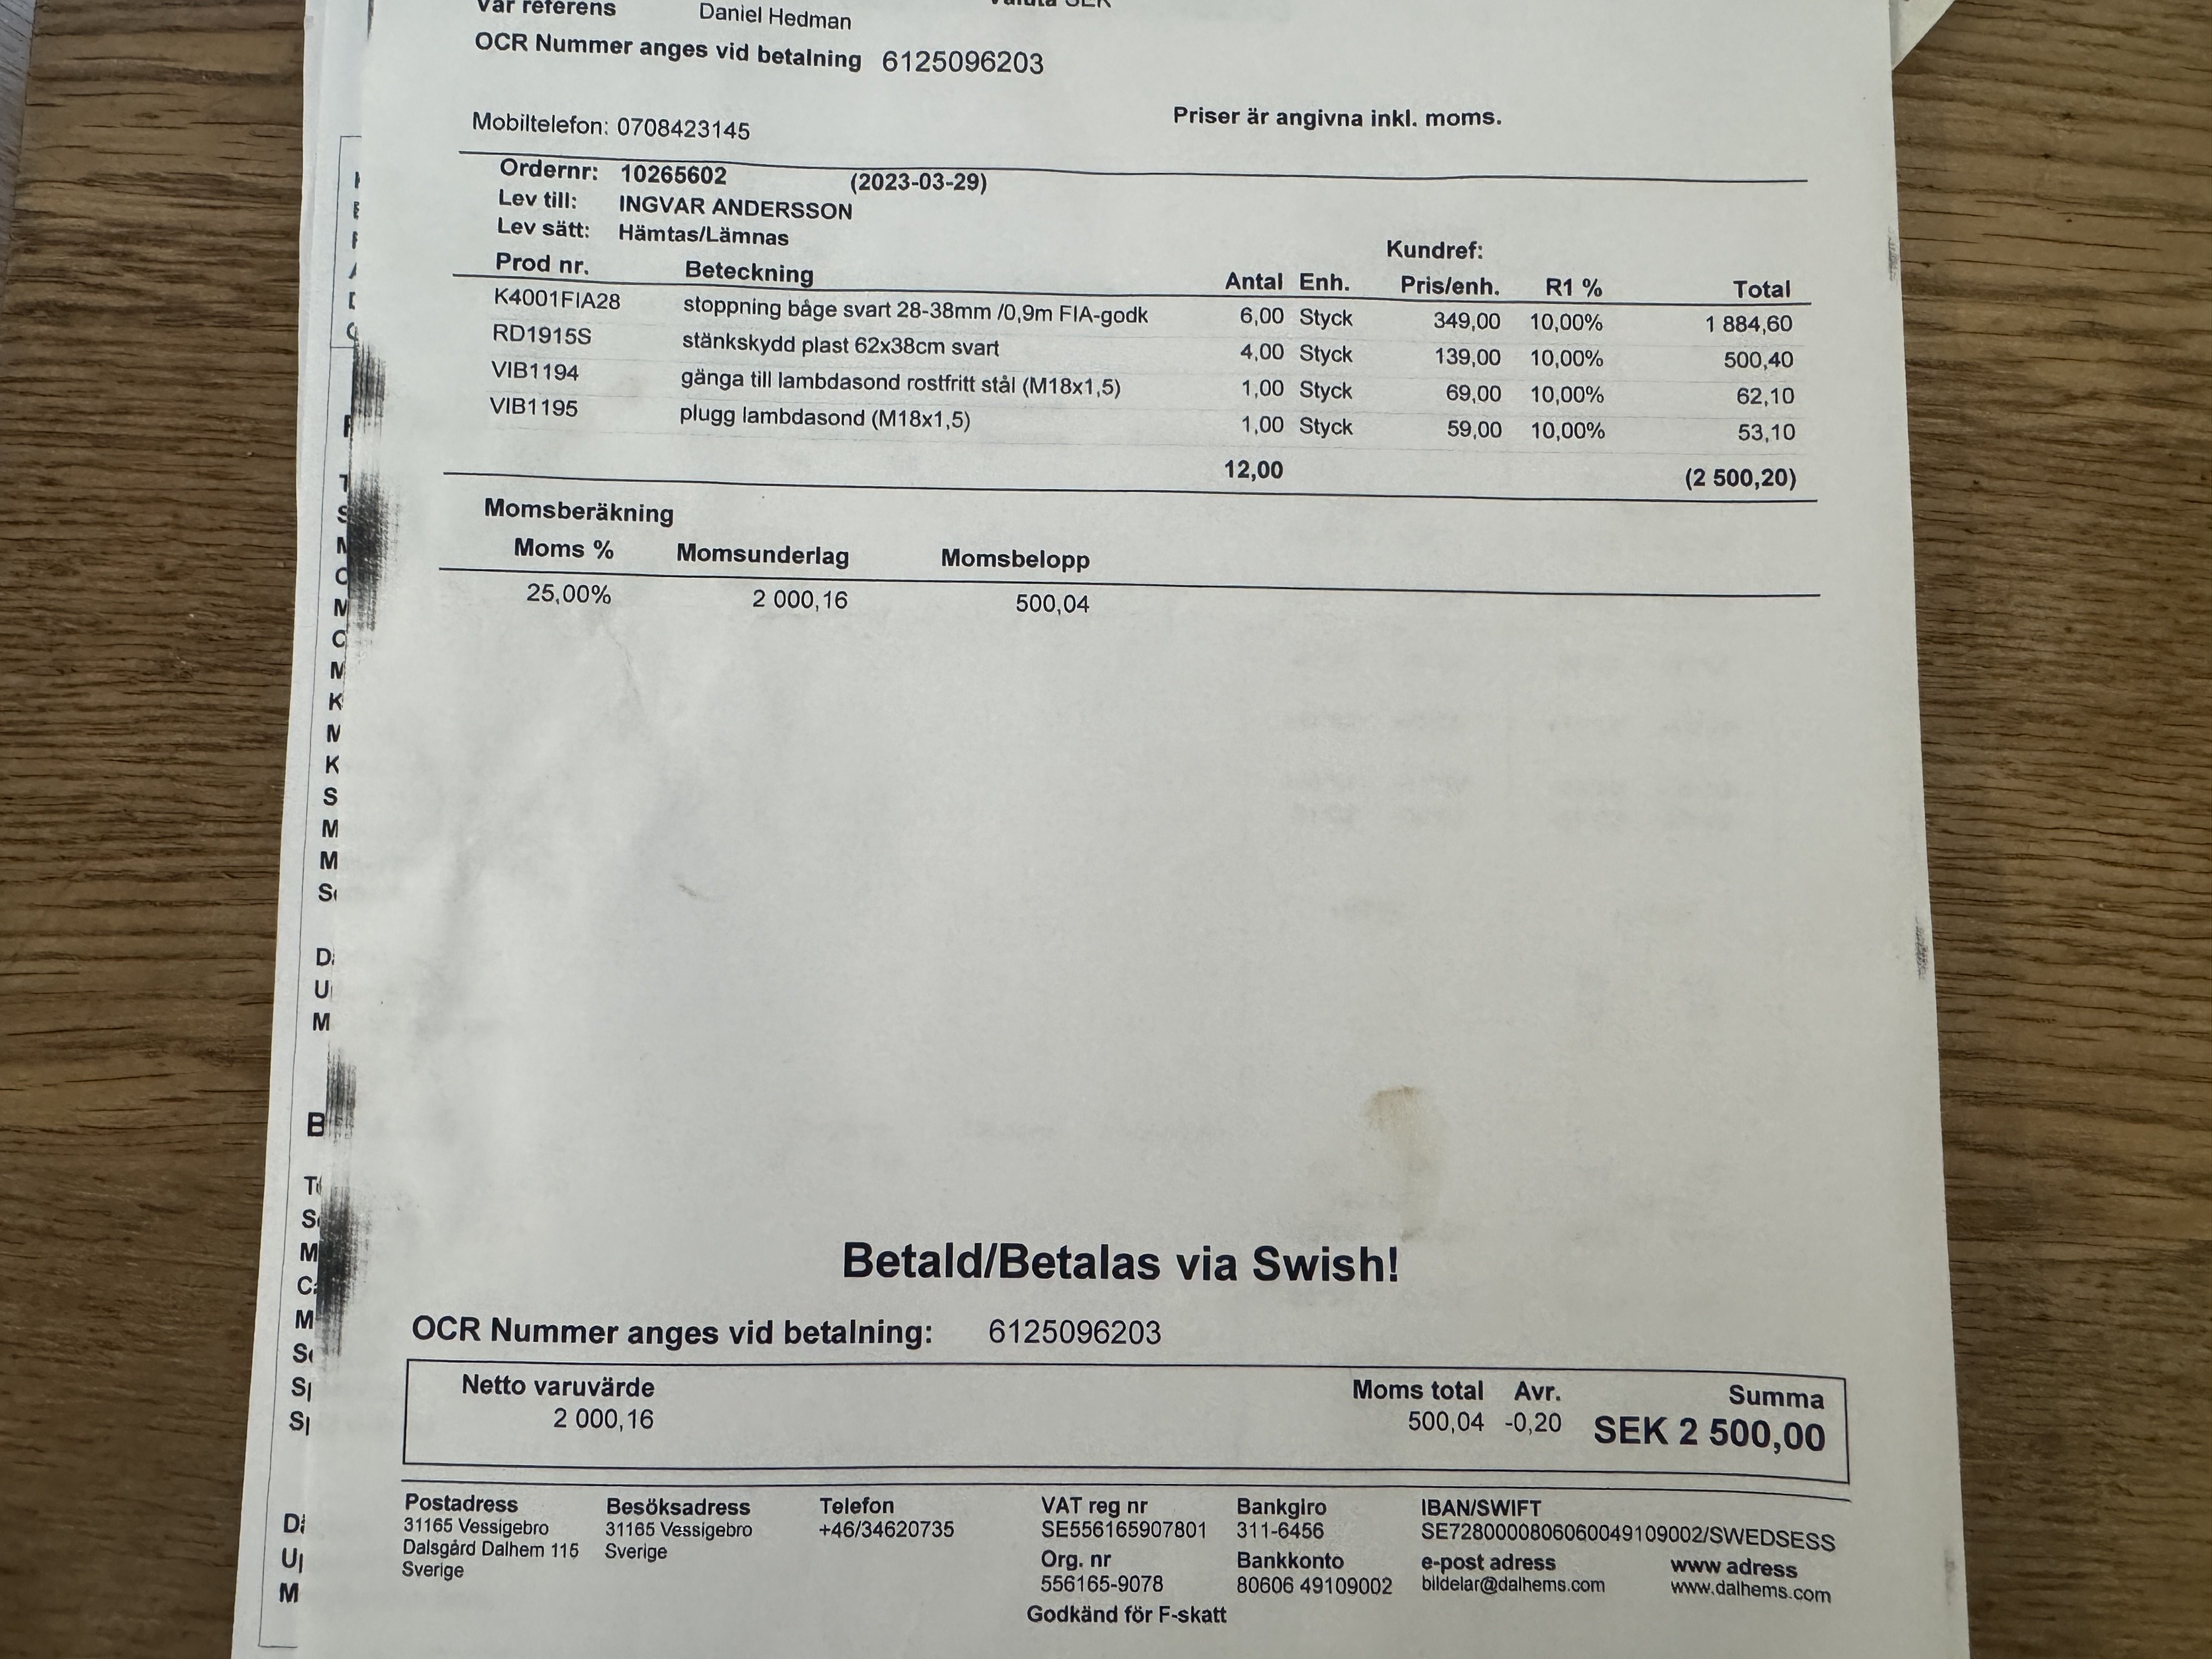 Vår referens Daniel Hedman Valuta SEK
OCR Nummer anges vid betalning 6125096203
Mobiltelefon: 0708423145 Priser är angivna inkl. moms.
Ordernr: 10265602 (2023-03-29)
Lev till: INGVAR ANDERSSON
Lev sätt: Hämtas/Lämnas Kundref:
Prod nr. Beteckning Antal Enh. Pris/enh. R1 % Total
K4001FIA28 stoppning båge svart 28-38mm /0,9m FIA-godk 6,00 Styck 349,00 10,00% 1 884,60
RD1915S stänkskydd plast 62x38cm svart 4,00 Styck 139,00 10,00% 500,40
VIB1194 gänga till lambdasond rostfritt stål (M18x1,5) 1,00 Styck 69,00 10,00% 62,10
VIB1195 plugg lambdasond (M18x1,5) 1,00 Styck 59,00 10,00% 53,10
12,00 (2 500,20)
Momsberäkning
Moms % Momsunderlag Momsbelopp
25,00% 2 000,16 500,04
Betald/Betalas via Swish!
OCR Nummer anges vid betalning: 6125096203
Netto varuvärde Moms total Avr. Summa
2 000,16 500,04 -0,20 SEK 2 500,00
Postadress Besöksadress Telefon VAT reg nr Bankgiro IBAN/SWIFT
31165 Vessigebro 31165 Vessigebro +46/34620735 SE556165907801 311-6456 SE7280000806060049109002/SWEDSESS
Dalsgård Dalhem 115 Sverige Org. nr Bankkonto e-post adress www adress
Sverige 556165-9078 80606 49109002 bildelar@dalhems.com www.dalhems.com
Godkänd för F-skatt